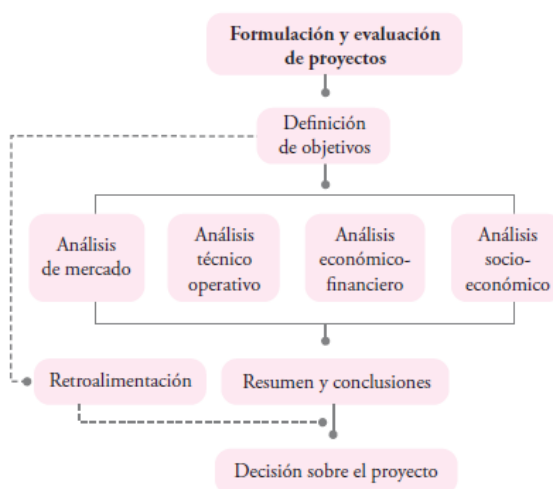 Formulación y evaluación
de proyectos
Definición
de objetivos
Análisis
de mercado
Análisis
técnico
operativo
Análisis
económico-
financiero
Análisis
socio-
económico
Retroalimentación
Resumen y conclusiones
Decisión sobre el proyecto